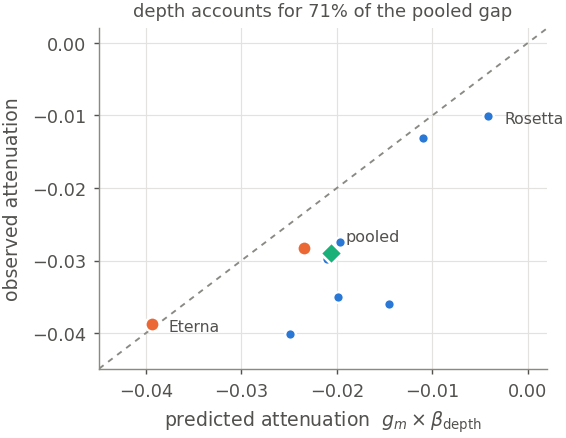 depth accounts for 71% of the pooled gap
observed attenuation
0.00
−0.01
−0.02
−0.03
−0.04
Rosetta
pooled
Eterna
−0.04
−0.03
−0.02
−0.01
0.00
predicted attenuation g_m × β_depth